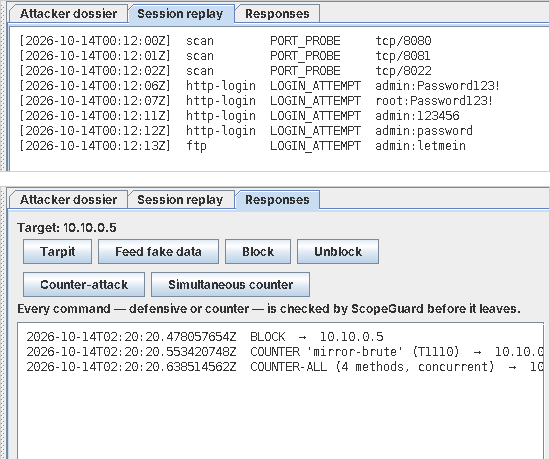 Attacker dossier Session replay Responses
[2026-10-14T00:12:00Z] scan PORT_PROBE tcp/8080
[2026-10-14T00:12:01Z] scan PORT_PROBE tcp/8081
[2026-10-14T00:12:02Z] scan PORT_PROBE tcp/8022
[2026-10-14T00:12:06Z] http-login LOGIN_ATTEMPT admin:Password123!
[2026-10-14T00:12:07Z] http-login LOGIN_ATTEMPT root:Password123!
[2026-10-14T00:12:11Z] http-login LOGIN_ATTEMPT admin:123456
[2026-10-14T00:12:12Z] http-login LOGIN_ATTEMPT admin:password
[2026-10-14T00:12:13Z] ftp LOGIN_ATTEMPT admin:letmein
Attacker dossier Session replay Responses
Target: 10.10.0.5
Tarpit Feed fake data Block Unblock
Counter-attack Simultaneous counter
Every command — defensive or counter — is checked by ScopeGuard before it leaves.
2026-10-14T02:20:20.478057654Z BLOCK → 10.10.0.5
2026-10-14T02:20:20.553420748Z COUNTER 'mirror-brute' (T1110) → 10.10.0
2026-10-14T02:20:20.638514562Z COUNTER-ALL (4 methods, concurrent) → 10